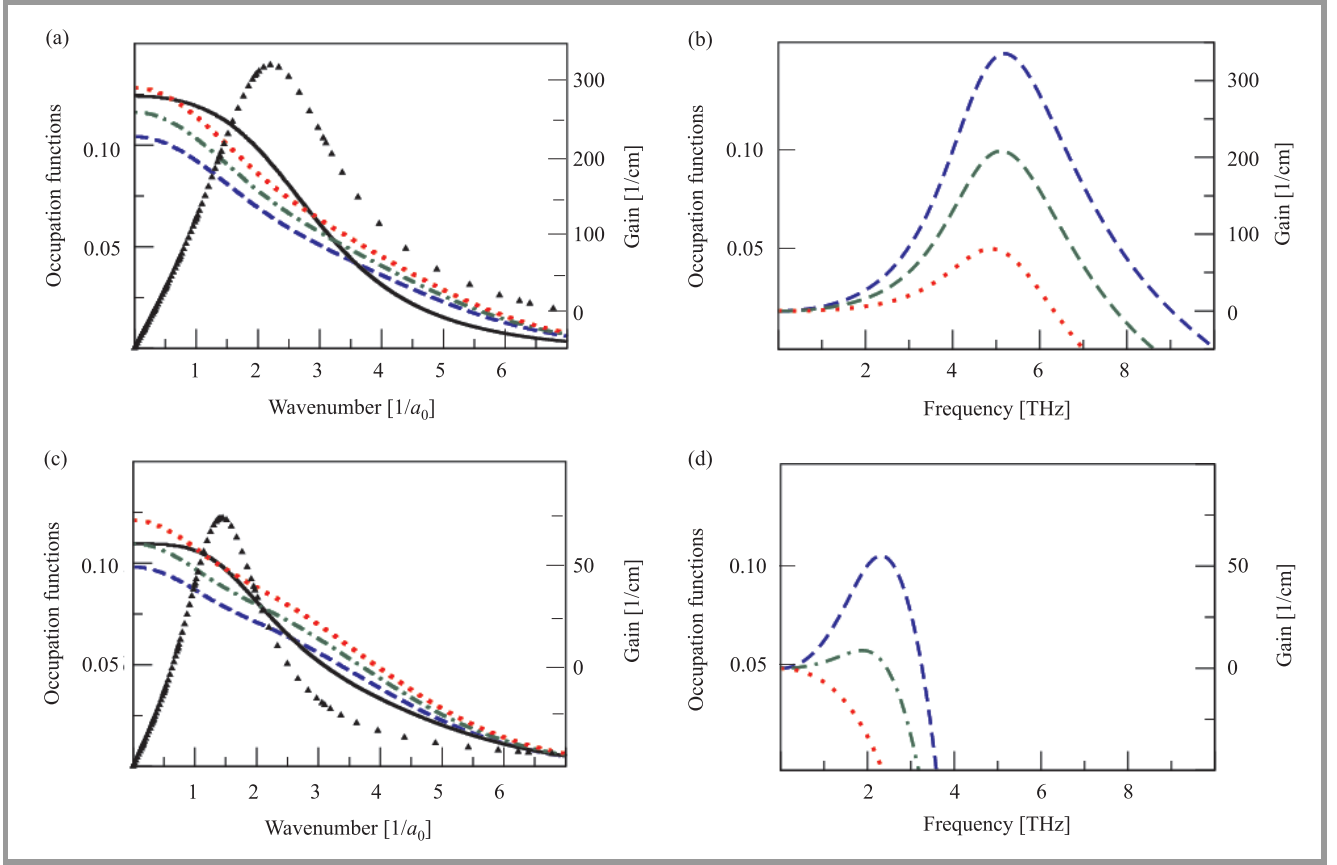 (a)
Occupation functions
0.10
0.05
300
200
100
0
Gain [1/cm]
1 2 3 4 5 6
Wavenumber [1/a₀]
(b)
Occupation functions
0.10
0.05
300
200
100
0
Gain [1/cm]
2 4 6 8
Frequency [THz]
(c)
Occupation functions
0.10
0.05
50
0
Gain [1/cm]
1 2 3 4 5 6
Wavenumber [1/a₀]
(d)
Occupation functions
0.10
0.05
50
0
Gain [1/cm]
2 4 6 8
Frequency [THz]